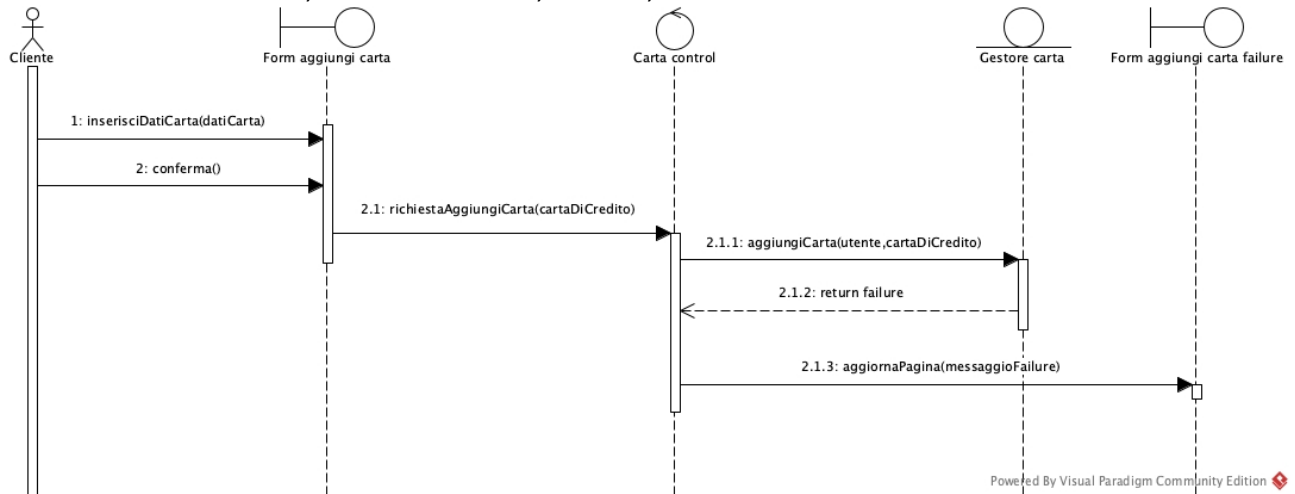 Cliente
Form aggiungi carta
Carta control
Gestore carta
Form aggiungi carta failure
1: inserisciDatiCarta(datiCarta)
2: conferma()
2.1: richiestaAggiungiCarta(cartaDiCredito)
2.1.1: aggiungiCarta(utente,cartaDiCredito)
2.1.2: return failure
2.1.3: aggiornaPagina(messaggioFailure)
Powered By Visual Paradigm Community Edition